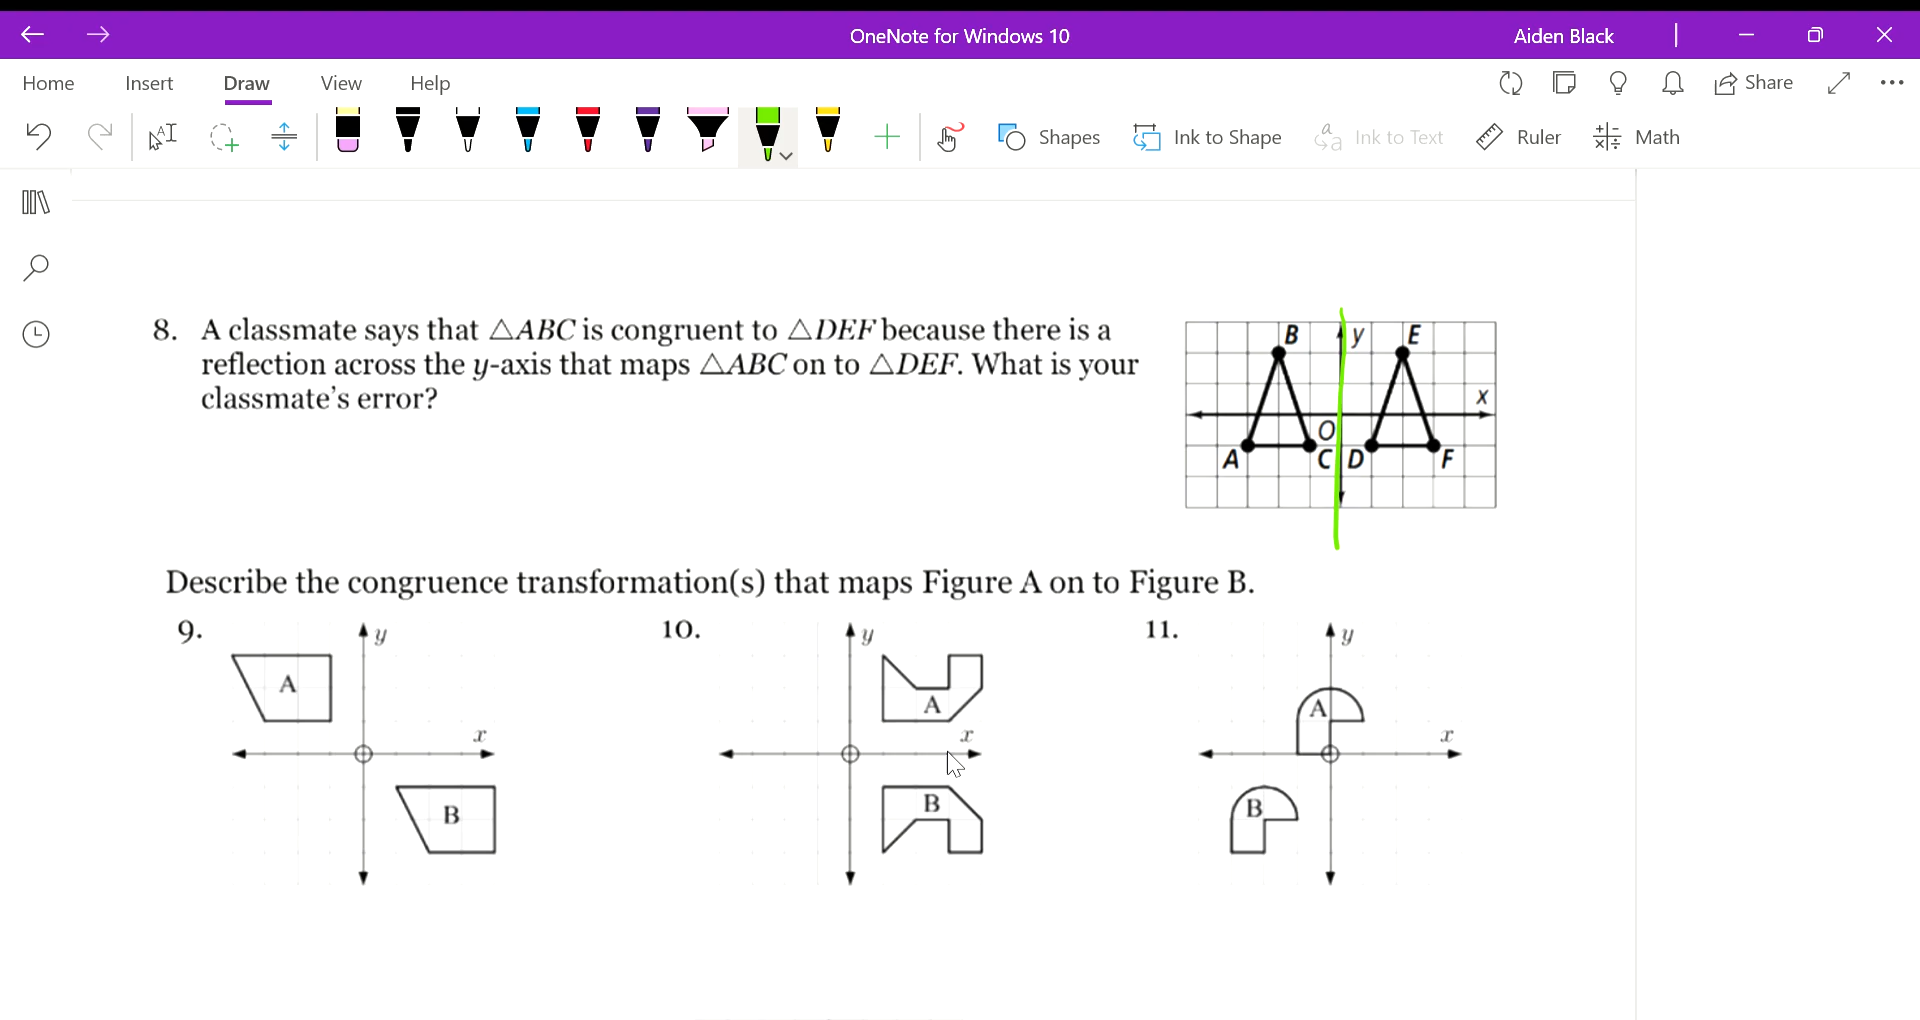 OneNote for Windows 10
Aiden Black
Home Insert Draw View Help
Share
Shapes Ink to Shape Ink to Text Ruler Math
8. A classmate says that △ABC is congruent to △DEF because there is a
reflection across the y-axis that maps △ABC on to △DEF. What is your
classmate's error?
B y E
x
O
A C D F
Describe the congruence transformation(s) that maps Figure A on to Figure B.
9. y
A
x
B
10. y
A
x
B
11. y
A
x
B